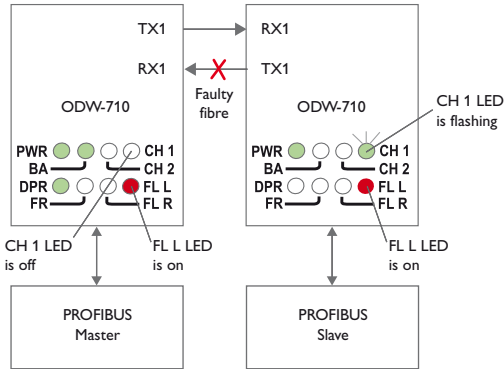 TX1
RX1
RX1
TX1
Faulty
fibre
ODW-710
PWR
CH 1
BA
CH 2
DPR
FL L
FR
FL R
CH 1 LED
is off
FL L LED
is on
ODW-710
PWR
CH 1
BA
CH 2
DPR
FL L
FR
FL R
CH 1 LED
is flashing
FL L LED
is on
PROFIBUS
Master
PROFIBUS
Slave